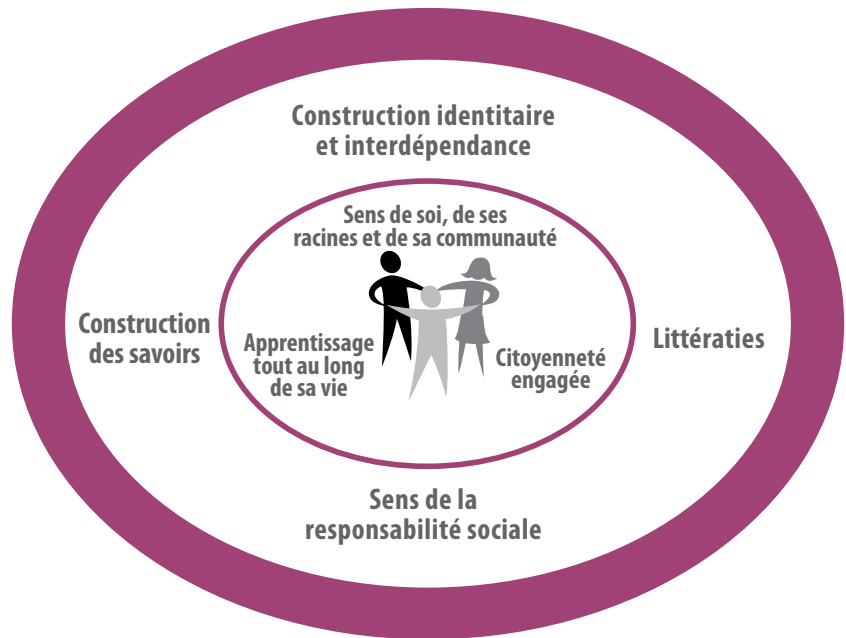 Construction identitaire
et interdépendance
Sens de soi, de ses
racines et de sa communauté
Construction
des savoirs
Apprentissage
tout au long
de sa vie
Citoyenneté
engagée
Littératies
Sens de la
responsabilité sociale